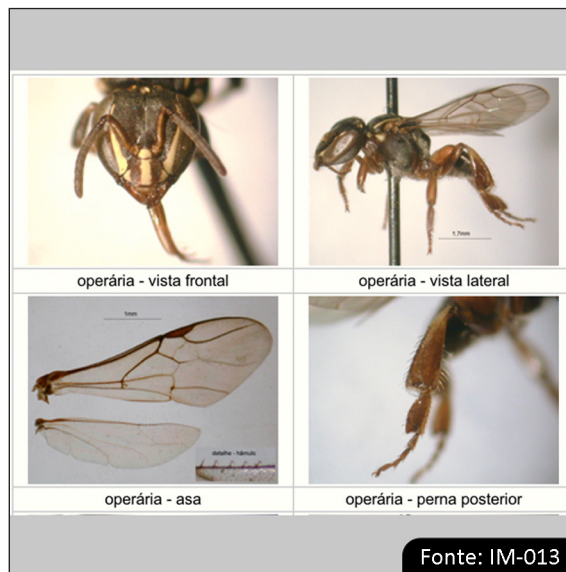 1,7mm
operária - vista frontal
operária - vista lateral
1mm
detalhe - hâmulo
operária - asa
operária - perna posterior
Fonte: IM-013